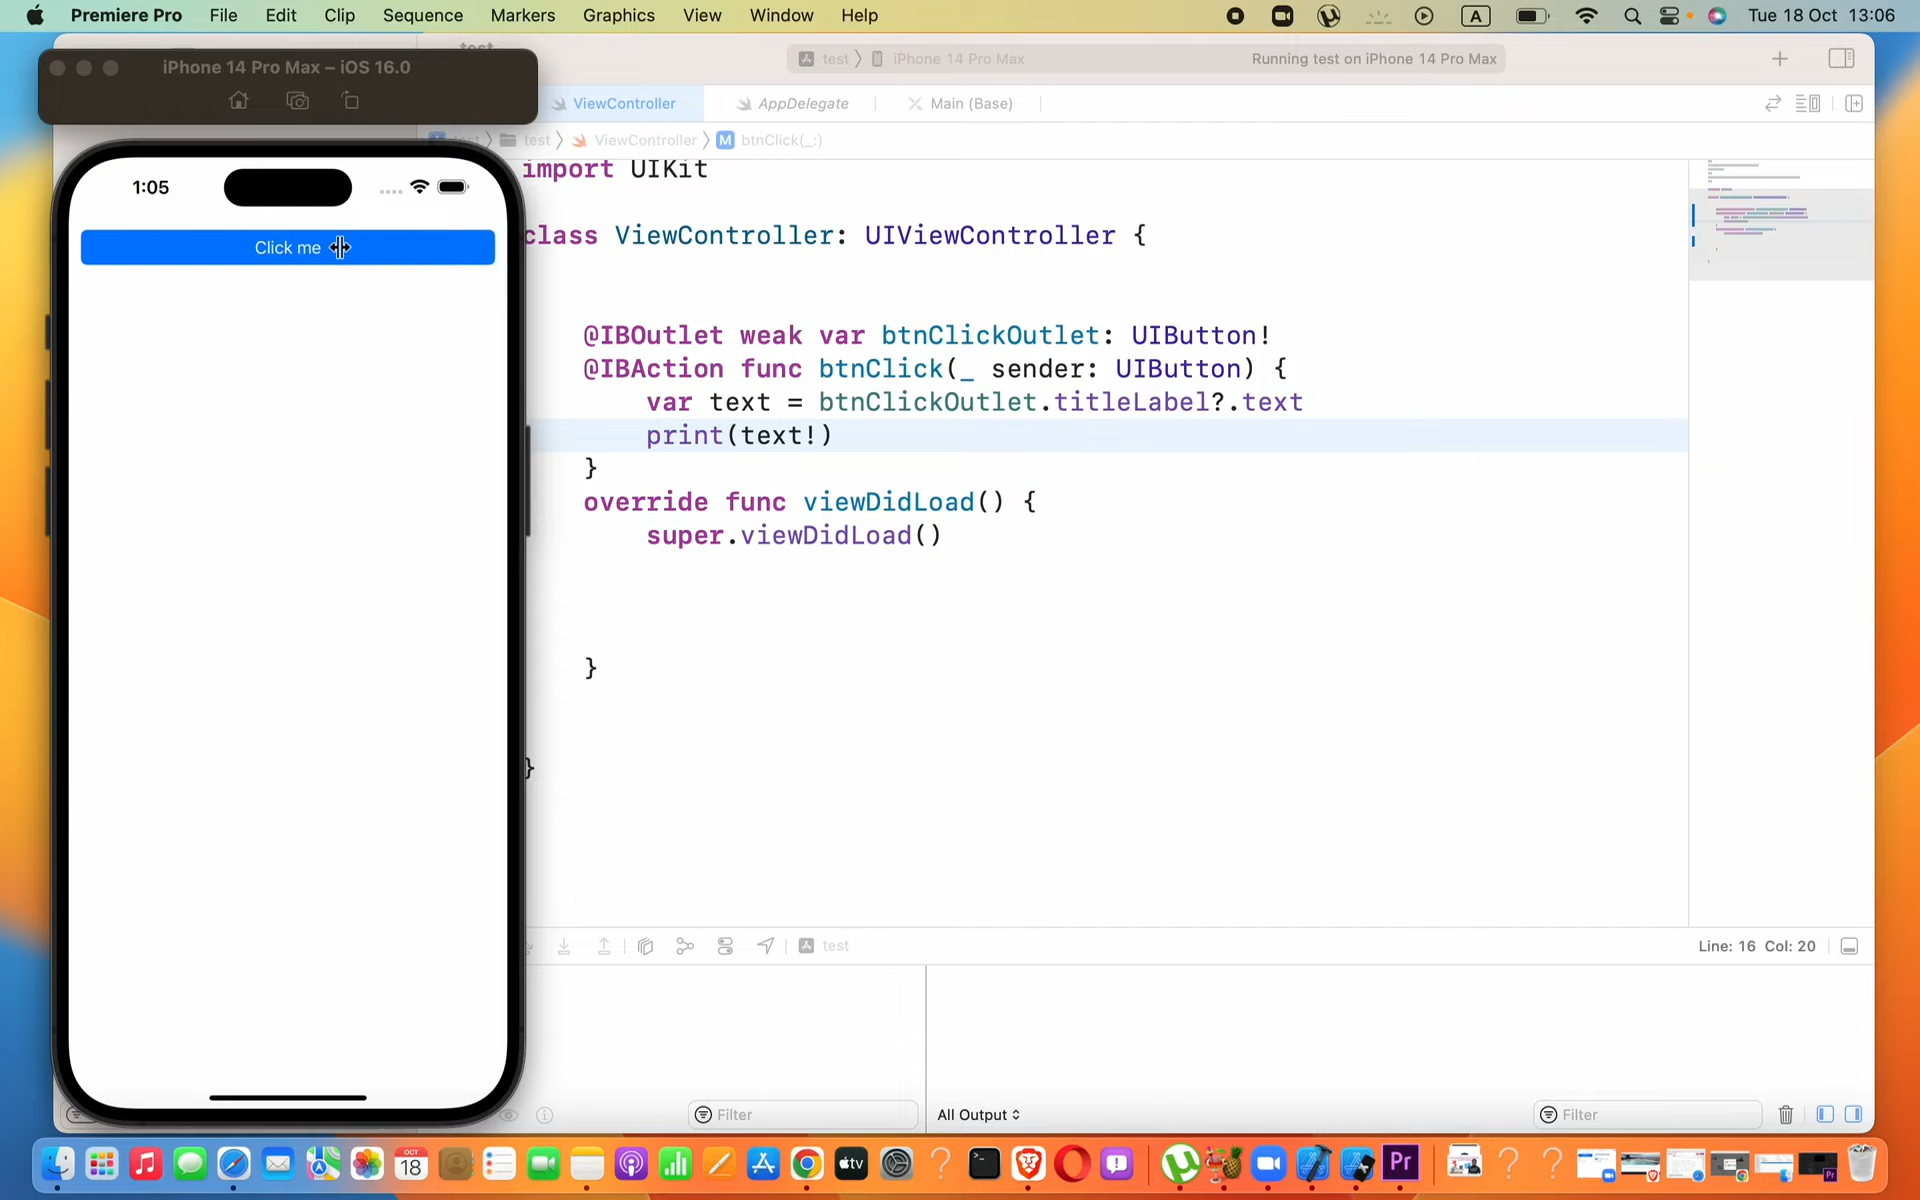 Premiere Pro File Edit Clip Sequence Markers Graphics View Window Help A Tue 18 Oct 13:06
iPhone 14 Pro Max – iOS 16.0
test iPhone 14 Pro Max Running test on iPhone 14 Pro Max
ViewController AppDelegate Main (Base)
test ViewController M btnClick(_:)
1:05
Click me
import UIKit
class ViewController: UIViewController {
@IBOutlet weak var btnClickOutlet: UIButton!
@IBAction func btnClick(_ sender: UIButton) {
var text = btnClickOutlet.titleLabel?.text
print(text!)
}
override func viewDidLoad() {
super.viewDidLoad()
}
}
test Line: 16 Col: 20
Filter All Output Filter
OCT
18
tv
Pr